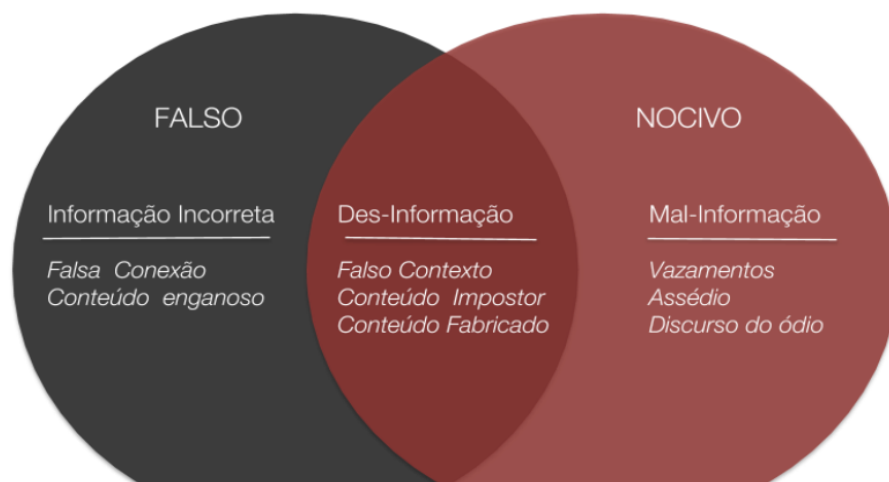 FALSO
NOCIVO
Informação Incorreta
Falsa Conexão
Conteúdo enganoso
Des-Informação
Falso Contexto
Conteúdo Impostor
Conteúdo Fabricado
Mal-Informação
Vazamentos
Assédio
Discurso do ódio